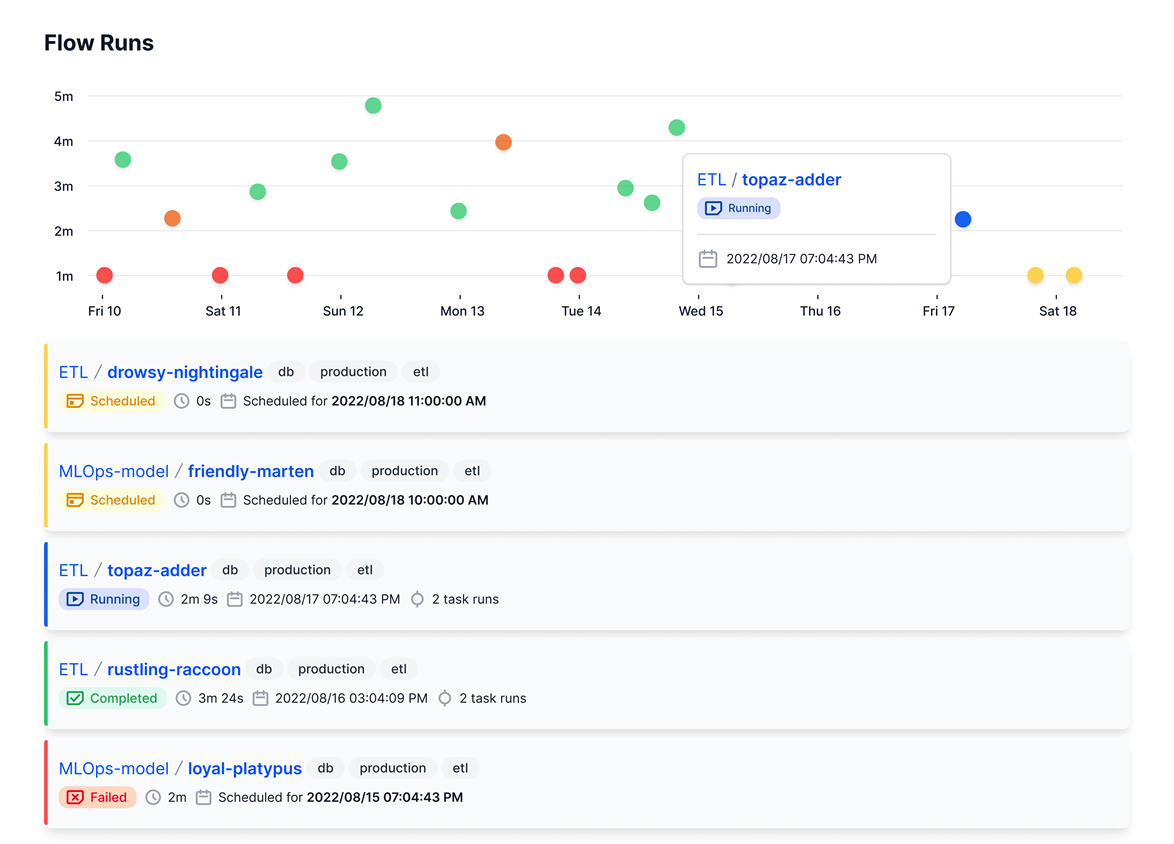 Flow Runs
5m
4m
3m
2m
1m
ETL / topaz-adder
Running
2022/08/17 07:04:43 PM
Fri 10 Sat 11 Sun 12 Mon 13 Tue 14 Wed 15 Thu 16 Fri 17 Sat 18
ETL / drowsy-nightingale db production etl
Scheduled 0s Scheduled for 2022/08/18 11:00:00 AM
MLOps-model / friendly-marten db production etl
Scheduled 0s Scheduled for 2022/08/18 10:00:00 AM
ETL / topaz-adder db production etl
Running 2m 9s 2022/08/17 07:04:43 PM 2 task runs
ETL / rustling-raccoon db production etl
Completed 3m 24s 2022/08/16 03:04:09 PM 2 task runs
MLOps-model / loyal-platypus db production etl
Failed 2m Scheduled for 2022/08/15 07:04:43 PM